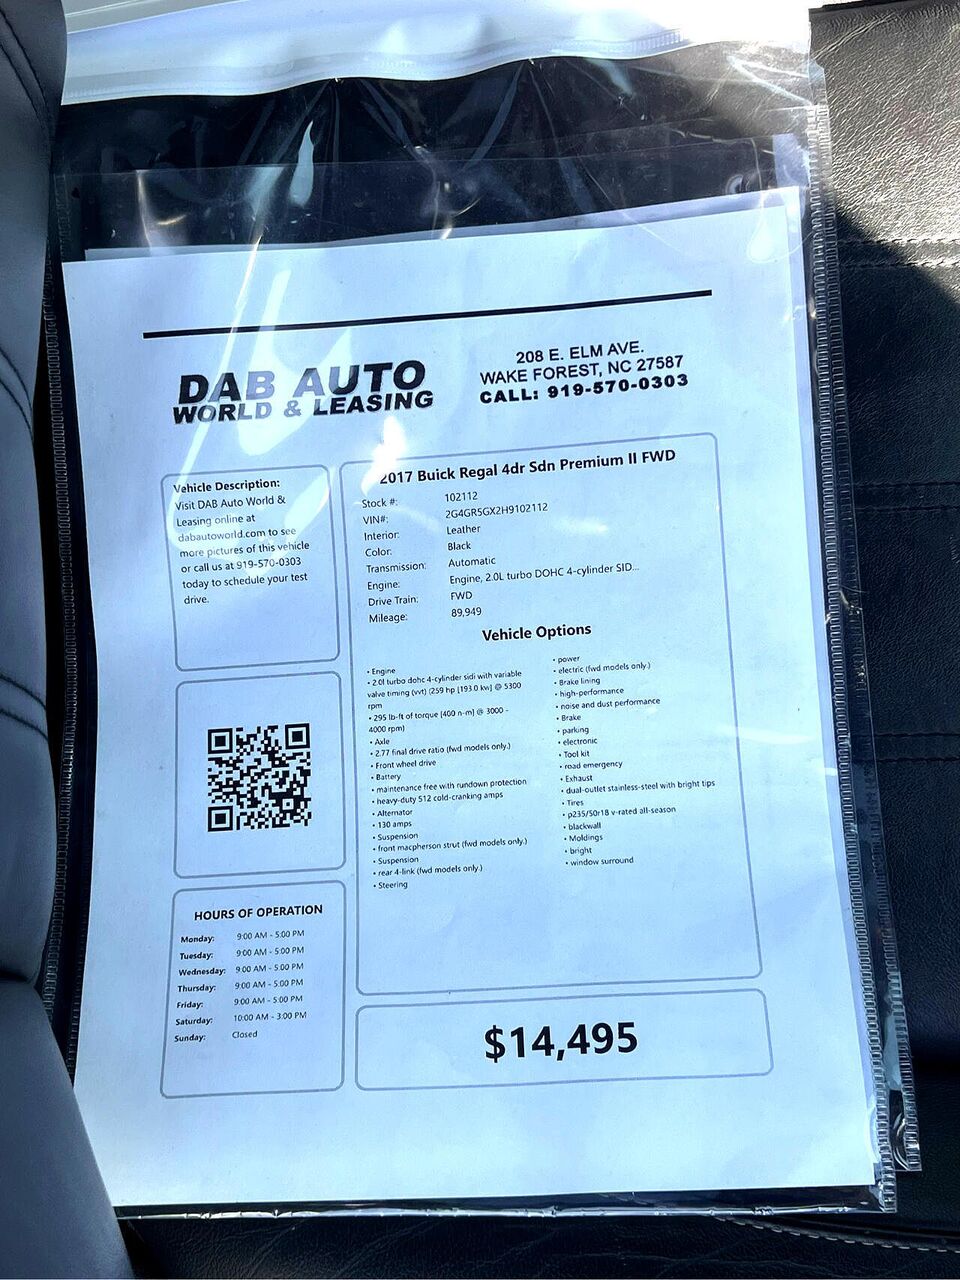 DAB AUTO
WORLD & LEASING
208 E. ELM AVE.
WAKE FOREST, NC 27587
CALL: 919-570-0303
Vehicle Description:
Visit DAB Auto World &
Leasing online at
dabautoworld.com to see
more pictures of this vehicle
or call us at 919-570-0303
today to schedule your test
drive.
HOURS OF OPERATION
Monday: 9:00 AM - 5:00 PM
Tuesday: 9:00 AM - 5:00 PM
Wednesday: 9:00 AM - 5:00 PM
Thursday: 9:00 AM - 5:00 PM
Friday: 9:00 AM - 5:00 PM
Saturday: 10:00 AM - 3:00 PM
Sunday: Closed
2017 Buick Regal 4dr Sdn Premium II FWD
Stock #: 102112
VIN#: 2G4GR5GX2H9102112
Interior: Leather
Color: Black
Transmission: Automatic
Engine: Engine, 2.0L turbo DOHC 4-cylinder SID...
Drive Train: FWD
Mileage: 89,949
Vehicle Options
• Engine
• 2.0l turbo dohc 4-cylinder sidi with variable
valve timing (vvt) (259 hp [193.0 kw] @ 5300
rpm
• 295 lb-ft of torque [400 n-m] @ 3000 -
4000 rpm)
• Axle
• 2.77 final drive ratio (fwd models only.)
• Front wheel drive
• Battery
• maintenance free with rundown protection
• heavy-duty 512 cold-cranking amps
• Alternator
• 130 amps
• Suspension
• front macpherson strut (fwd models only.)
• Suspension
• rear 4-link (fwd models only.)
• Steering
• power
• electric (fwd models only.)
• Brake lining
• high-performance
• noise and dust performance
• Brake
• parking
• electronic
• Tool kit
• road emergency
• Exhaust
• dual-outlet stainless-steel with bright tips
• Tires
• p235/50r18 v-rated all-season
• blackwall
• Moldings
• bright
• window surround
$14,495